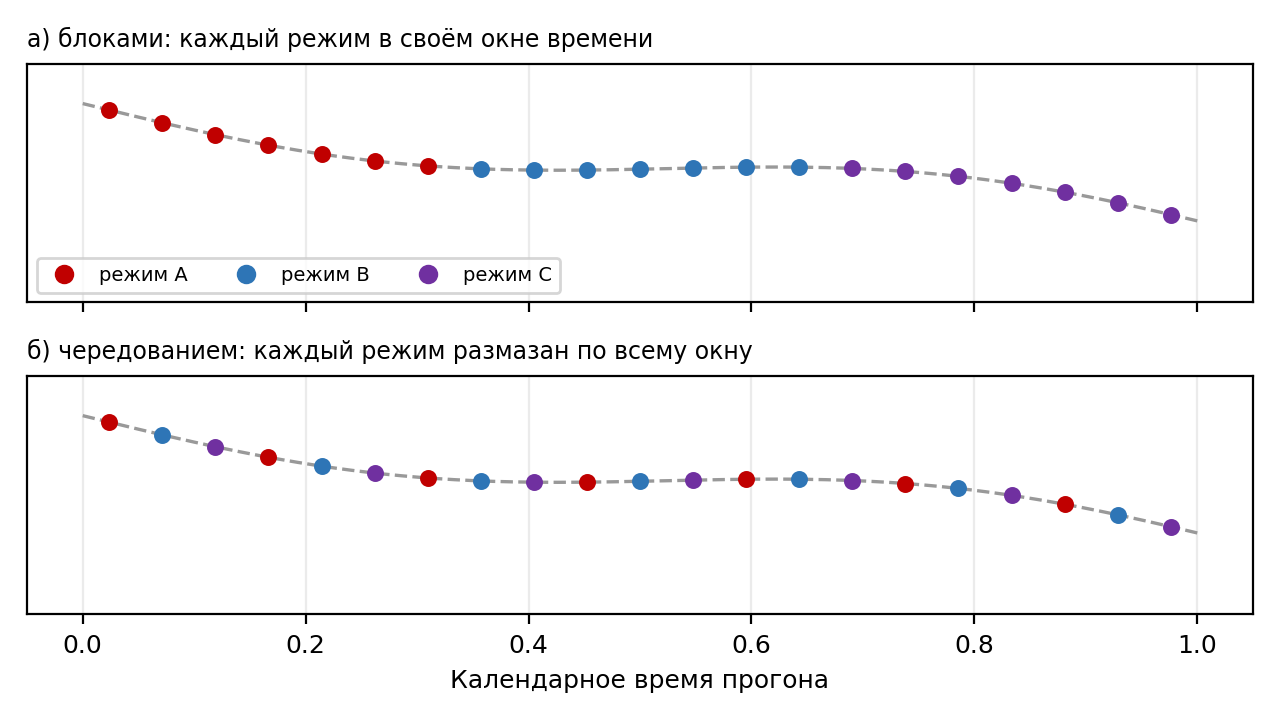 а) блоками: каждый режим в своём окне времени
режим A
режим B
режим C
б) чередованием: каждый режим размазан по всему окну
0.0
0.2
0.4
0.6
0.8
1.0
Календарное время прогона